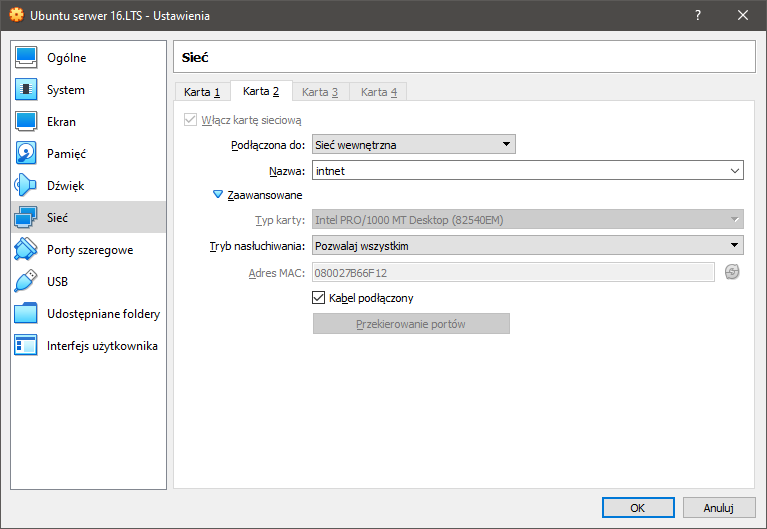 Ubuntu serwer 16.LTS - Ustawienia
?
Ogólne
System
Ekran
Pamięć
Dźwięk
Sieć
Porty szeregowe
USB
Udostępniane foldery
Interfejs użytkownika
Sieć
Karta 1 Karta 2 Karta 3 Karta 4
Włącz kartę sieciową
Podłączona do: Sieć wewnętrzna
Nazwa: intnet
Zaawansowane
Typ karty: Intel PRO/1000 MT Desktop (82540EM)
Tryb nasłuchiwania: Pozwalaj wszystkim
Adres MAC: 080027B66F12
Kabel podłączony
Przekierowanie portów
OK Anuluj